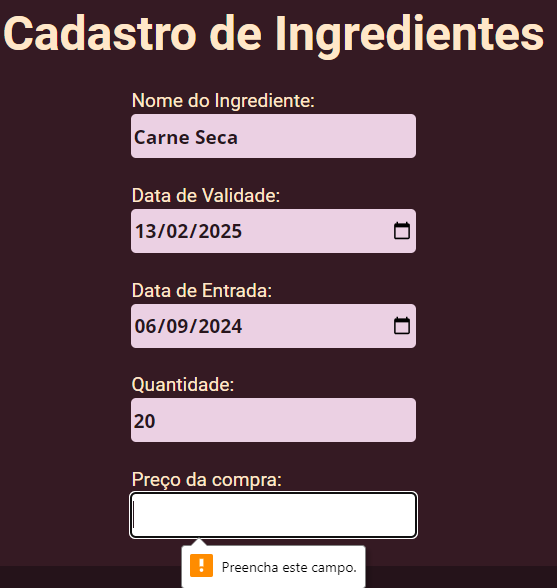 Cadastro de Ingredientes
Nome do Ingrediente:
Carne Seca
Data de Validade:
13/02/2025
Data de Entrada:
06/09/2024
Quantidade:
20
Preço da compra:
Preencha este campo.